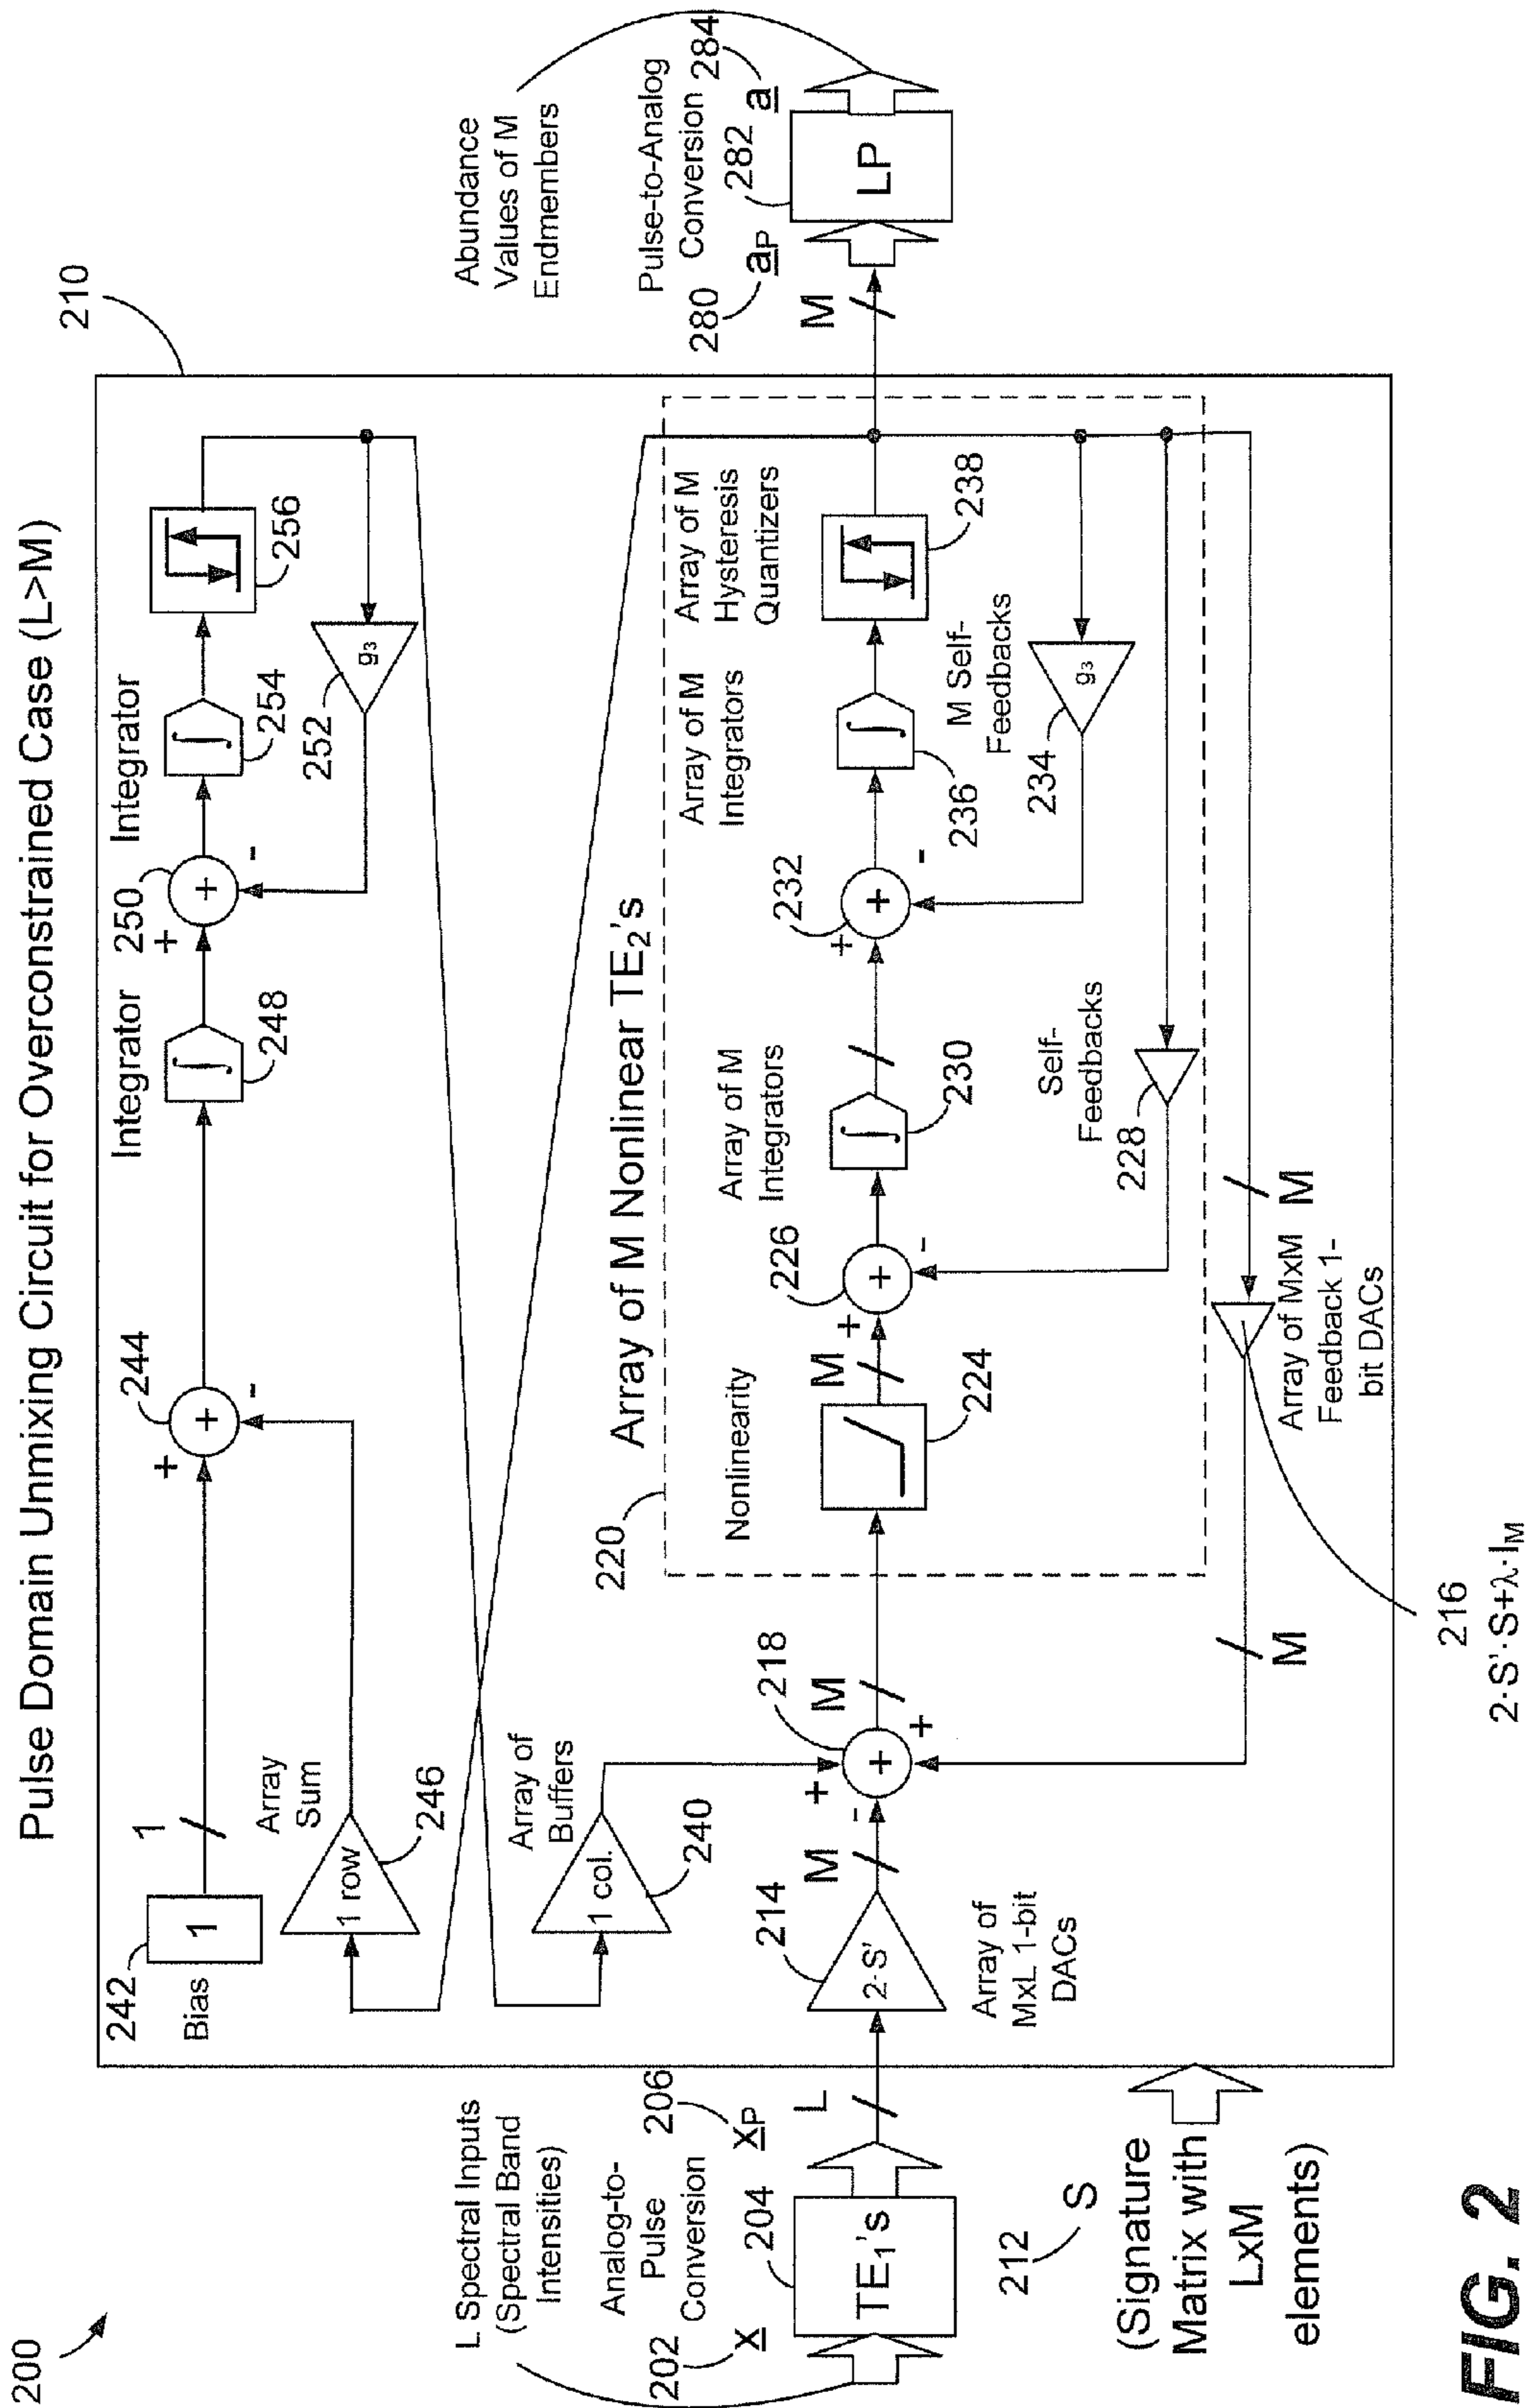 200
Pulse Domain Unmixing Circuit for Overconstrained Case (L>M)
210
242
1
Bias
1
+
244
+
-
Integrator
∫
248
Integrator
250
+
+
-
∫
254
256
252
g₃
Array
Sum
1 row
246
Array of
Buffers
1 col.
240
Array of M Nonlinear TE₂'s
220
Nonlinearity
224
M
+
226
+
-
Array of M
Integrators
∫
230
232
+
+
-
Array of M
Integrators
∫
236
Array of M
Hysteresis
Quantizers
238
M Self-
Feedbacks
234
g₃
Self-
Feedbacks
228
L Spectral Inputs
(Spectral Band
Intensities)
Analog-to-
Pulse
Conversion
202
X
204
TE₁'s
206
XP
L
214
2·S'
Array of
MxL 1-bit
DACs
M
-
+
+
+
218
M
M
M
Array of MxM
Feedback 1-
bit DACs
216
2·S'·S+λ·IM
212
S
(Signature
Matrix with
LxM
elements)
Abundance
Values of M
Endmembers
Pulse-to-Analog
Conversion
M
280
aP
282
LP
284
a
FIG. 2